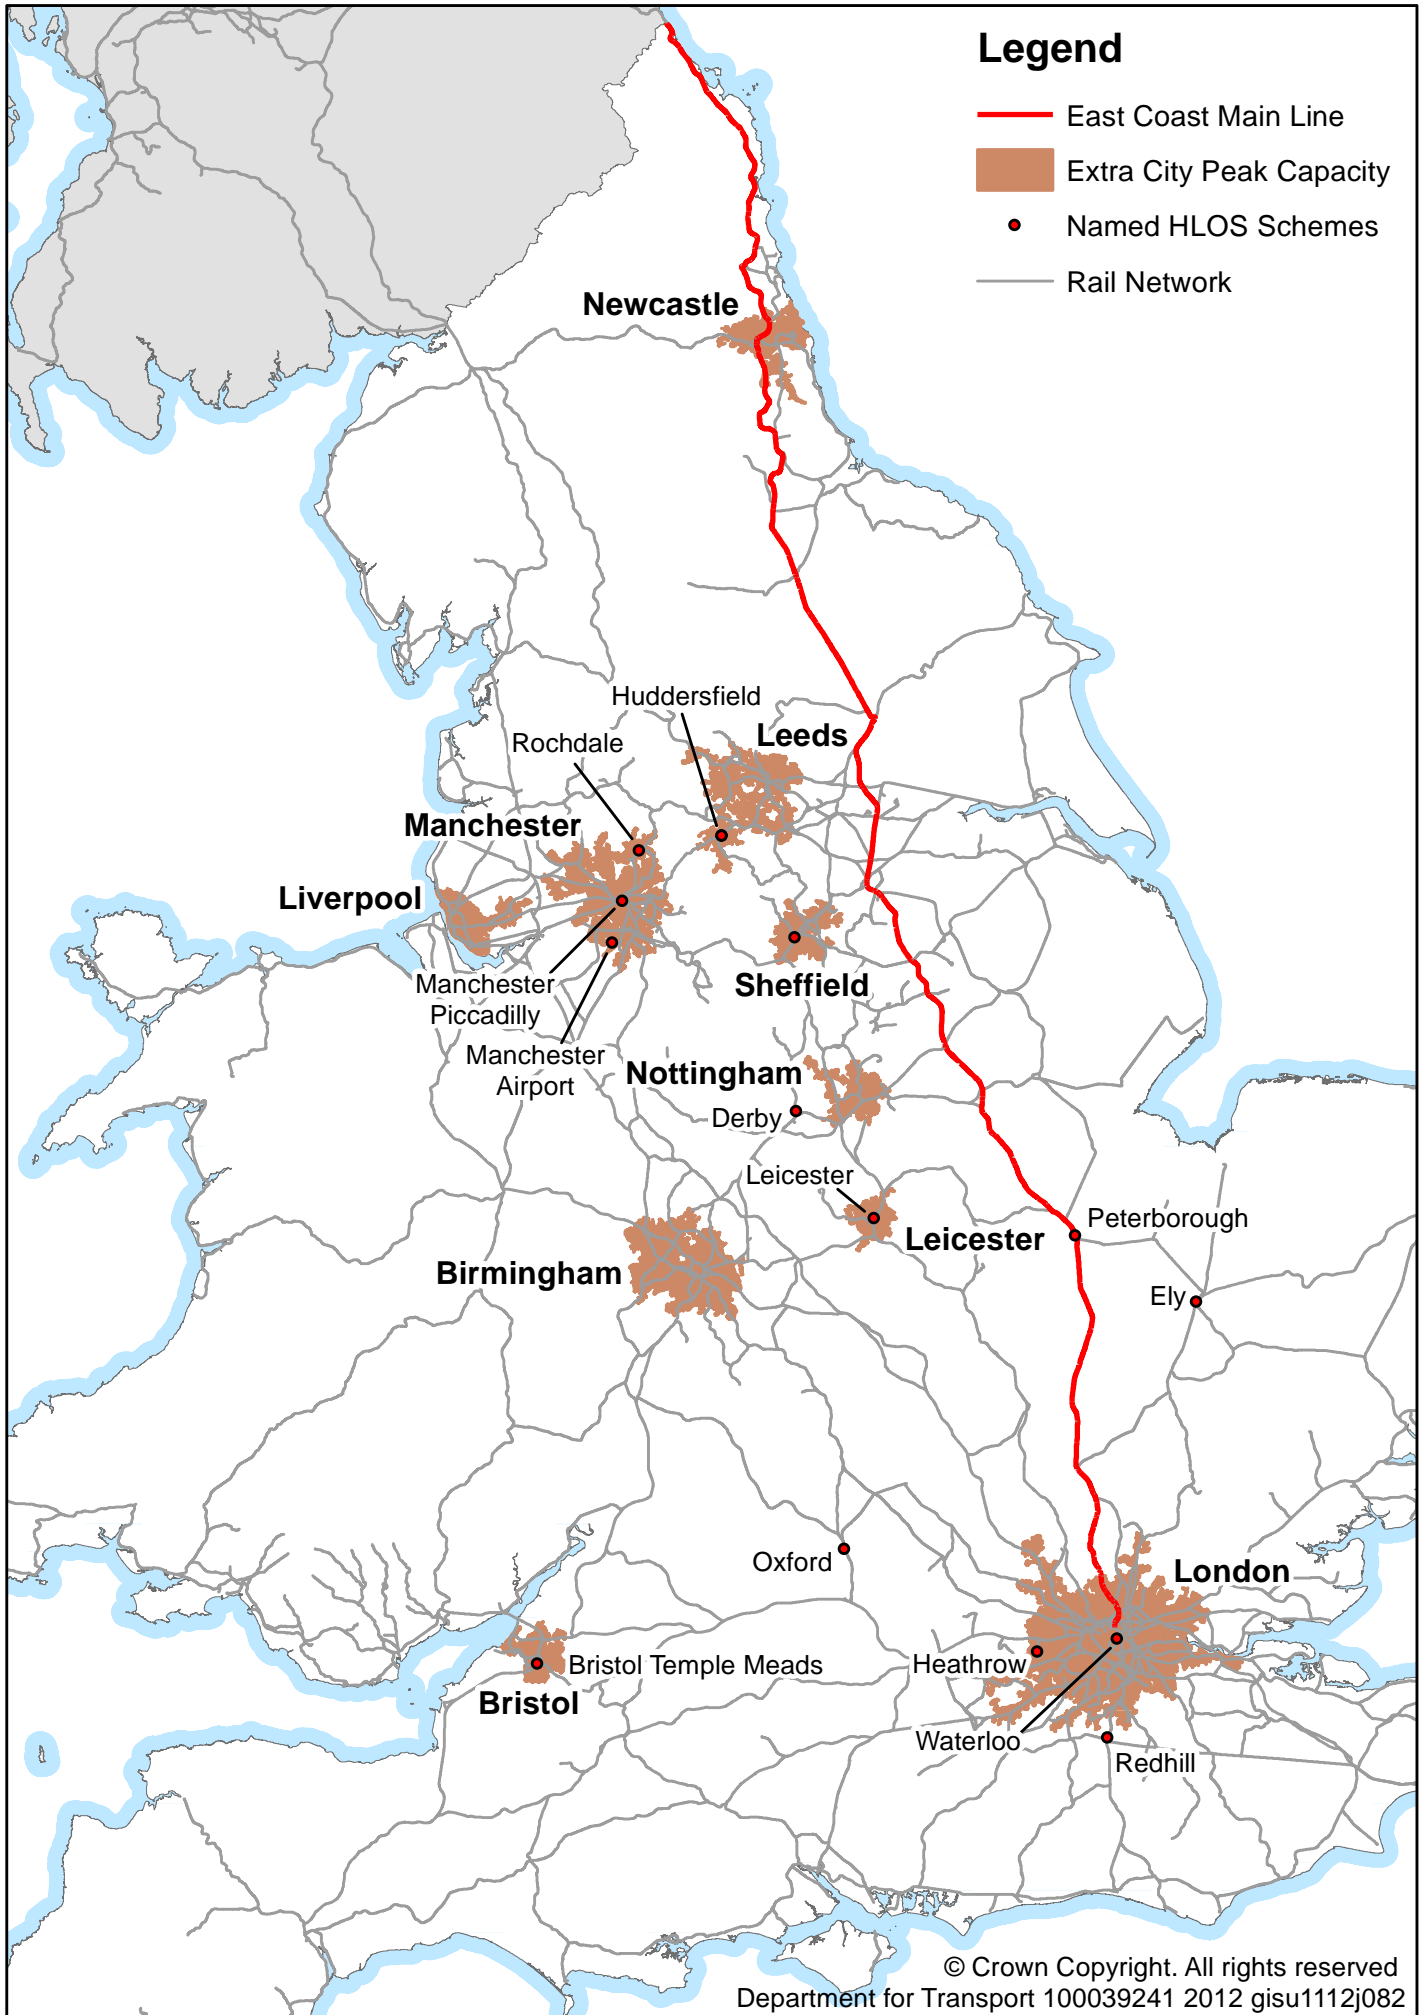 Legend
East Coast Main Line
Extra City Peak Capacity
Named HLOS Schemes
Rail Network
Newcastle
Huddersfield
Leeds
Rochdale
Manchester
Liverpool
Manchester
Piccadilly
Sheffield
Manchester
Airport
Nottingham
Derby
Leicester
Peterborough
Leicester
Birmingham
Ely
Oxford
London
Heathrow
Bristol Temple Meads
Bristol
Waterloo
Redhill
© Crown Copyright. All rights reserved
Department for Transport 100039241 2012 gisu1112j082